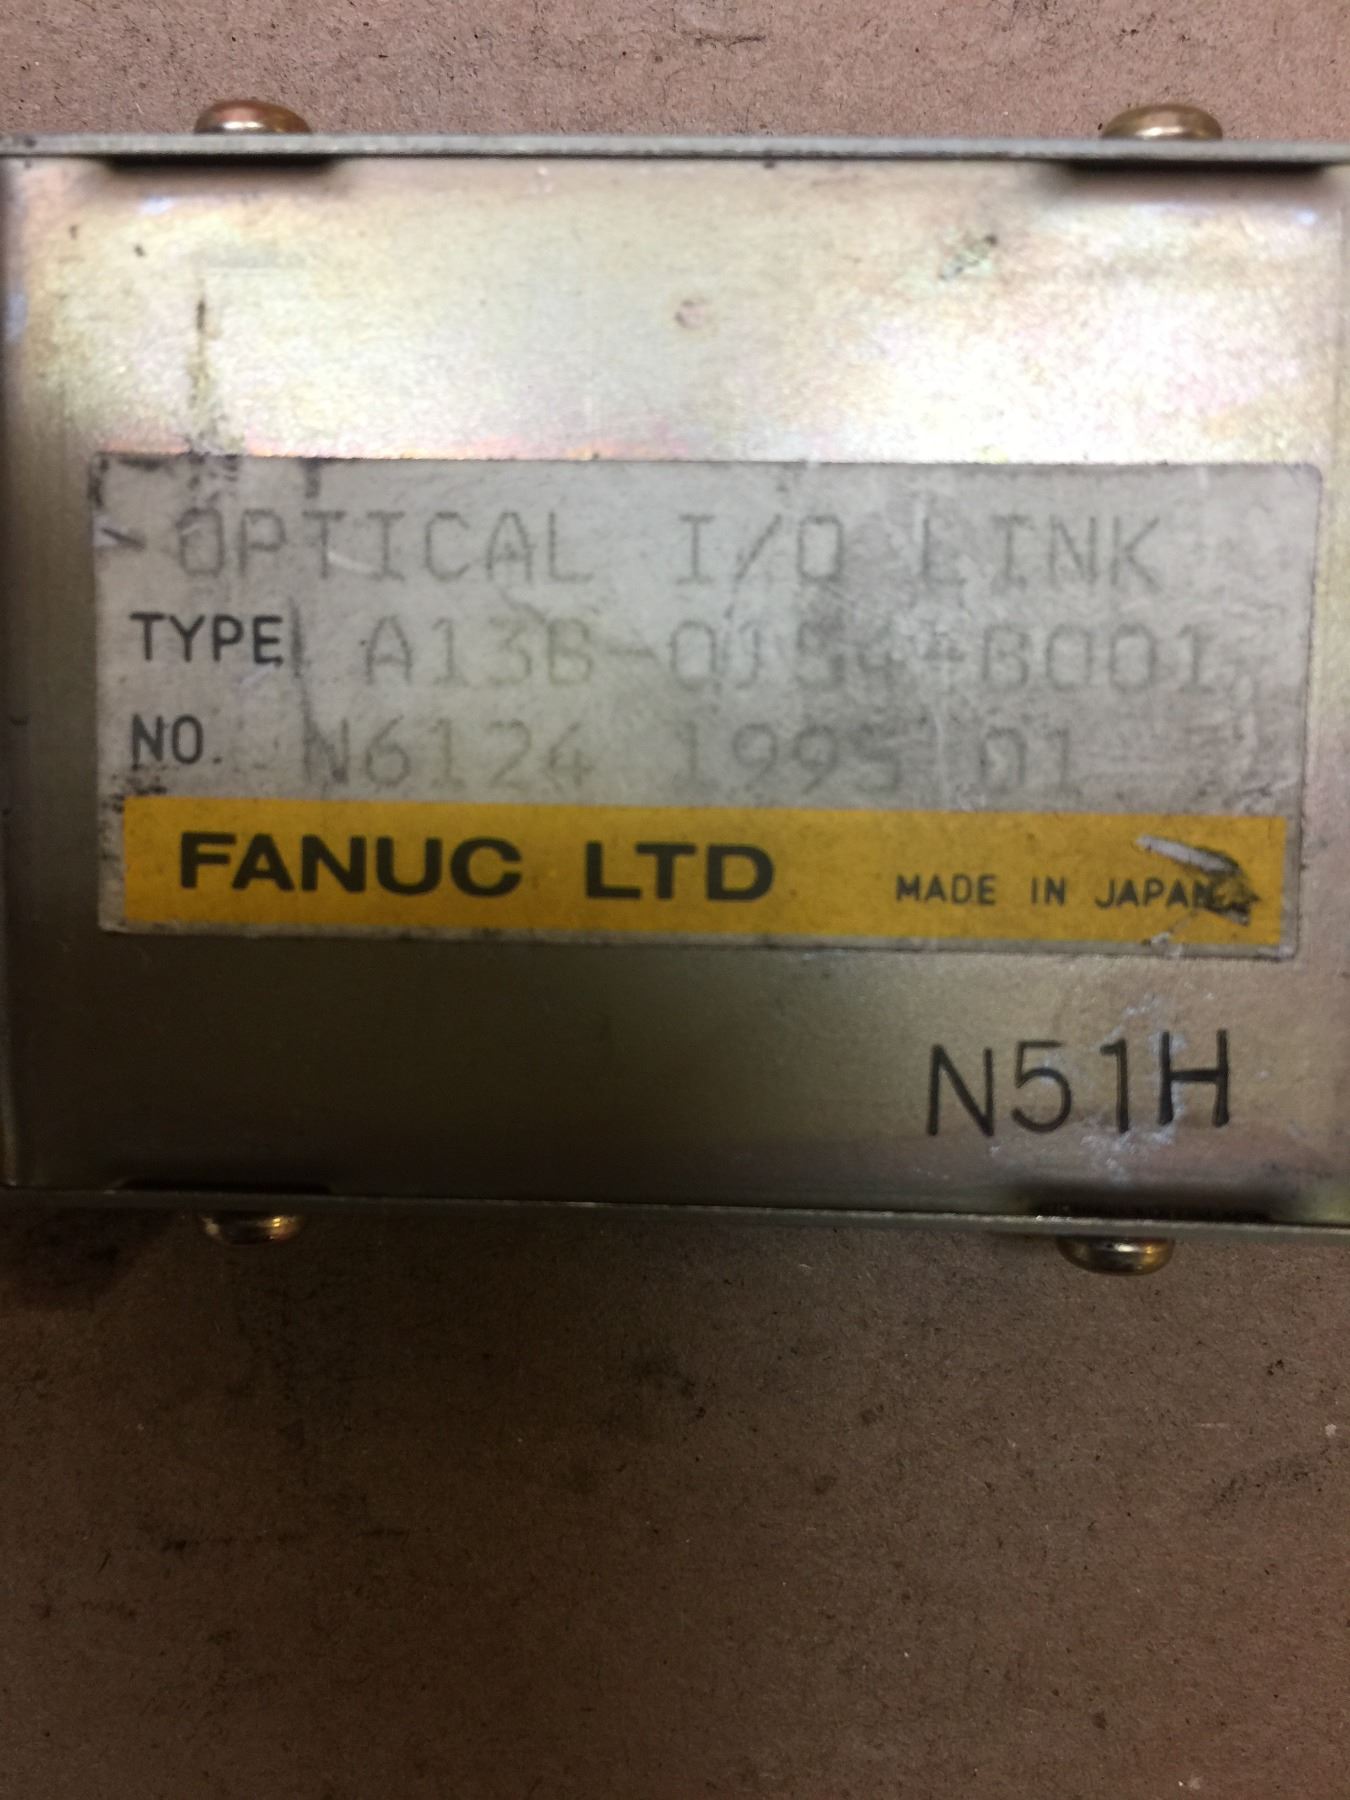 OPTICAL I/O LINK
TYPE A13B-0154-B001
NO. N6124 1995 01
FANUC LTD MADE IN JAPAN
N51H